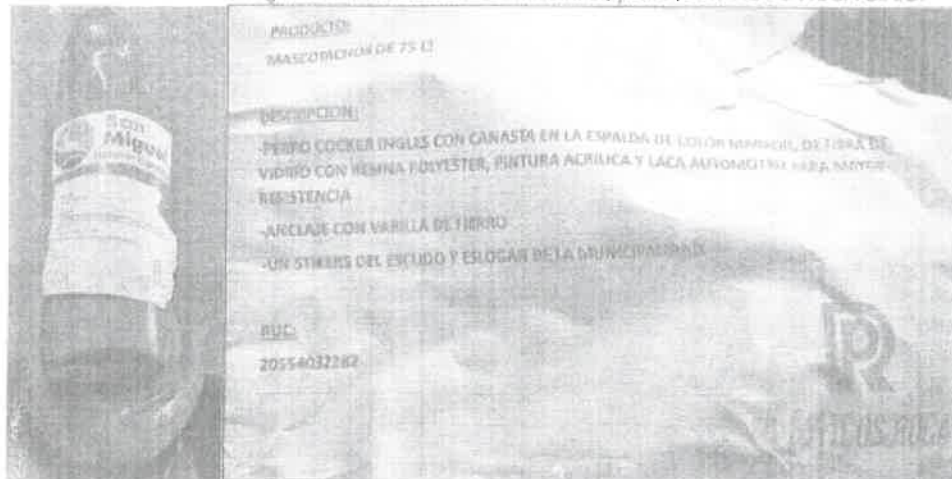 San
Miguel
PRODUCTO:
MASCOTACHOS DE 75 LT
DESCRIPCION:
-PERRO COCKER INGLES CON CANASTA EN LA ESPALDA DE COLOR MARRON, DE FIBRA DE
VIDRIO CON RESINA POLYESTER, PINTURA ACRILICA Y LACA AUTOMOTRIZ PARA MAYOR
RESISTENCIA
-ANCLAJE CON VARILLA DE FIERRO
-UN STIKERS DEL ESCUDO Y ESLOGAN DE LA MUNICIPALIDAD
RUC:
20554032282
R